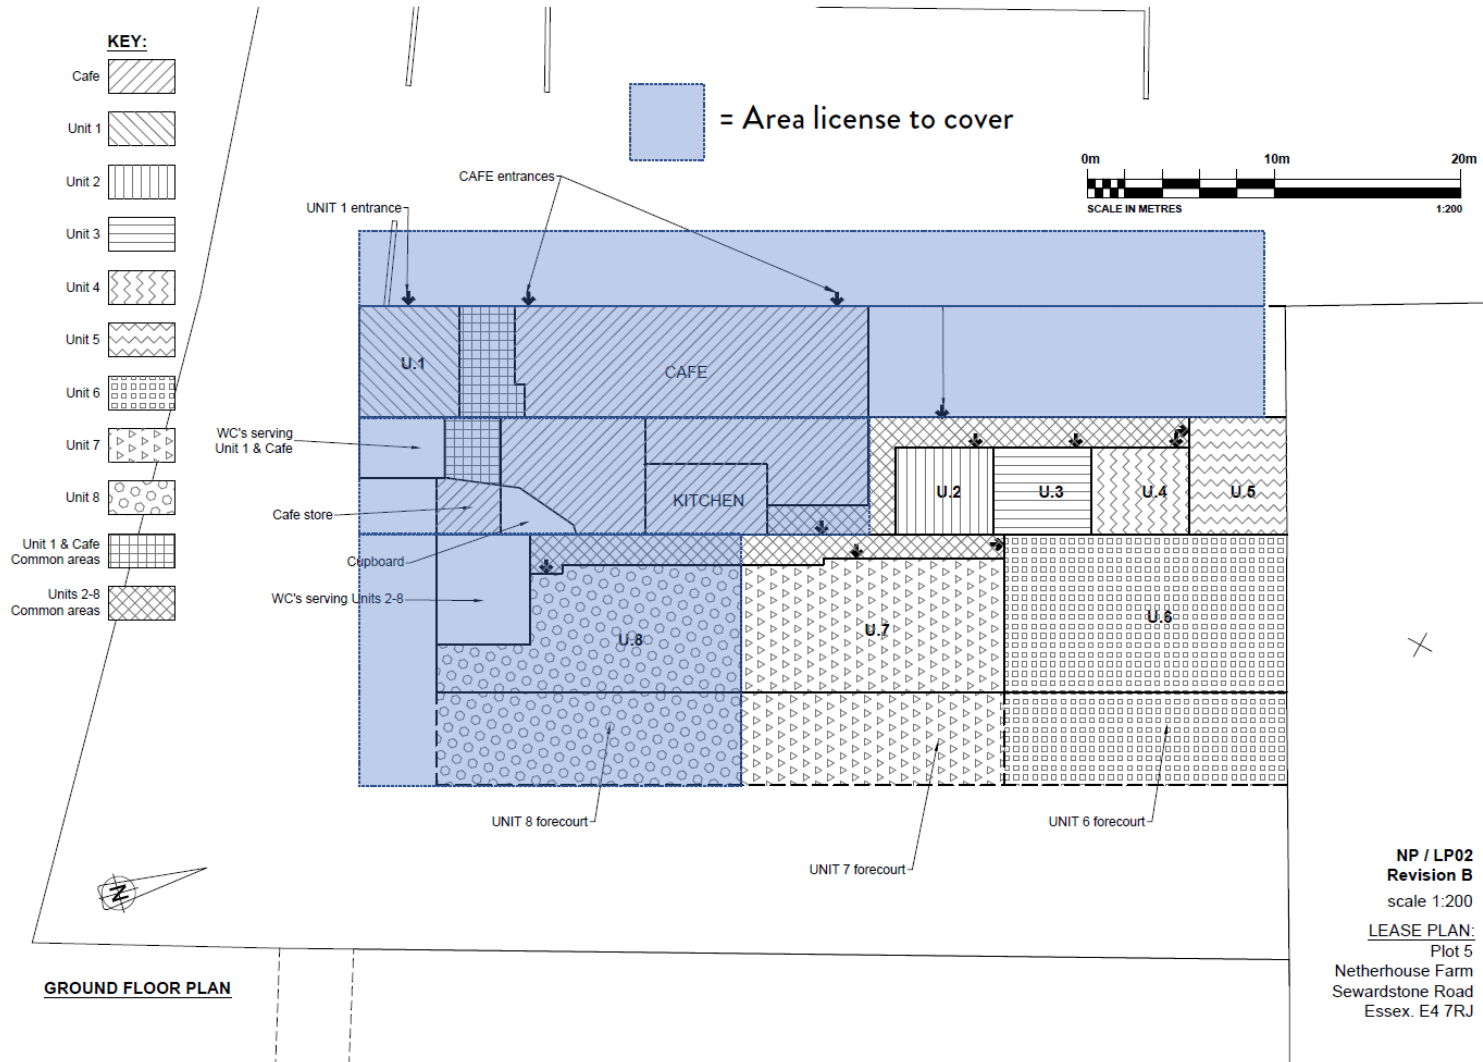 KEY:
Cafe
Unit 1
Unit 2
Unit 3
Unit 4
Unit 5
Unit 6
Unit 7
Unit 8
Unit 1 & Cafe
Common areas
Units 2-8
Common areas
= Area license to cover
0m 10m 20m
SCALE IN METRES 1:200
CAFE entrances
UNIT 1 entrance
U.1
CAFE
WC's serving
Unit 1 & Cafe
KITCHEN
U.2
U.3
U.4
U.5
Cafe store
Cupboard
WC's serving Units 2-8
U.8
U.7
U.6
UNIT 8 forecourt
UNIT 7 forecourt
UNIT 6 forecourt
N
GROUND FLOOR PLAN
NP / LP02
Revision B
scale 1:200
LEASE PLAN:
Plot 5
Netherhouse Farm
Sewardstone Road
Essex. E4 7RJ